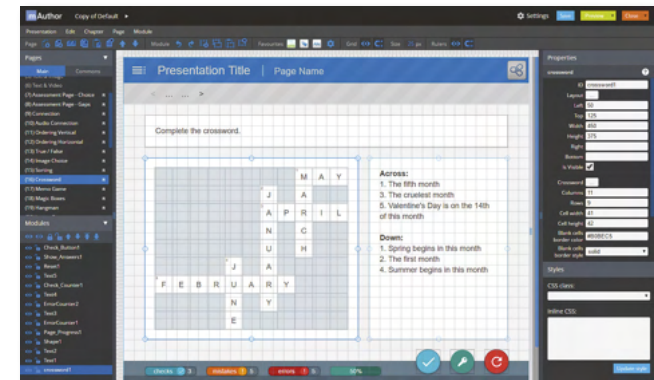 mAuthor Copy of Default
Settings Save Preview Close
Presentation Edit Chapter Page Module
Page Module Favourites Grid Size 25 px Rulers
Pages
Main Commons
(6) Text & Video
(7) Assessment Page - Choice
(8) Assessment Page - Gaps
(9) Connection
(10) Audio Connection
(11) Ordering Vertical
(12) Ordering Horizontal
(13) True / False
(14) Image Choice
(15) Sorting
(16) Crossword
(17) Memo Game
(18) Magic Boxes
(19) Hangman
Modules
Check_Button1
Show_Answers1
Reset1
Text5
Check_Counter1
Text4
ErrorCounter2
Text3
ErrorCounter1
Page_Progress1
Shape1
Text2
Text1
crossword1
Presentation Title | Page Name
< ... ... >
Complete the crossword.
M A Y
J A
A P R I L
N C
U H
J A
F E B R U A R Y
N Y
E
Across:
1. The fifth month
3. The cruelest month
5. Valentine's Day is on the 14th
of this month
Down:
1. Spring begins in this month
2. The first month
4. Summer begins in this month
checks 3 mistakes 5 errors 5 50%
Properties
crossword
ID crossword1
Layout ...
Left 50
Top 125
Width 450
Height 375
Right
Bottom
Is Visible
Crossword ...
Columns 11
Rows 9
Cell width 41
Cell height 42
Blank cells
border color #B0BEC5
Blank cells
border style solid
Styles
CSS class:
Inline CSS:
Update style